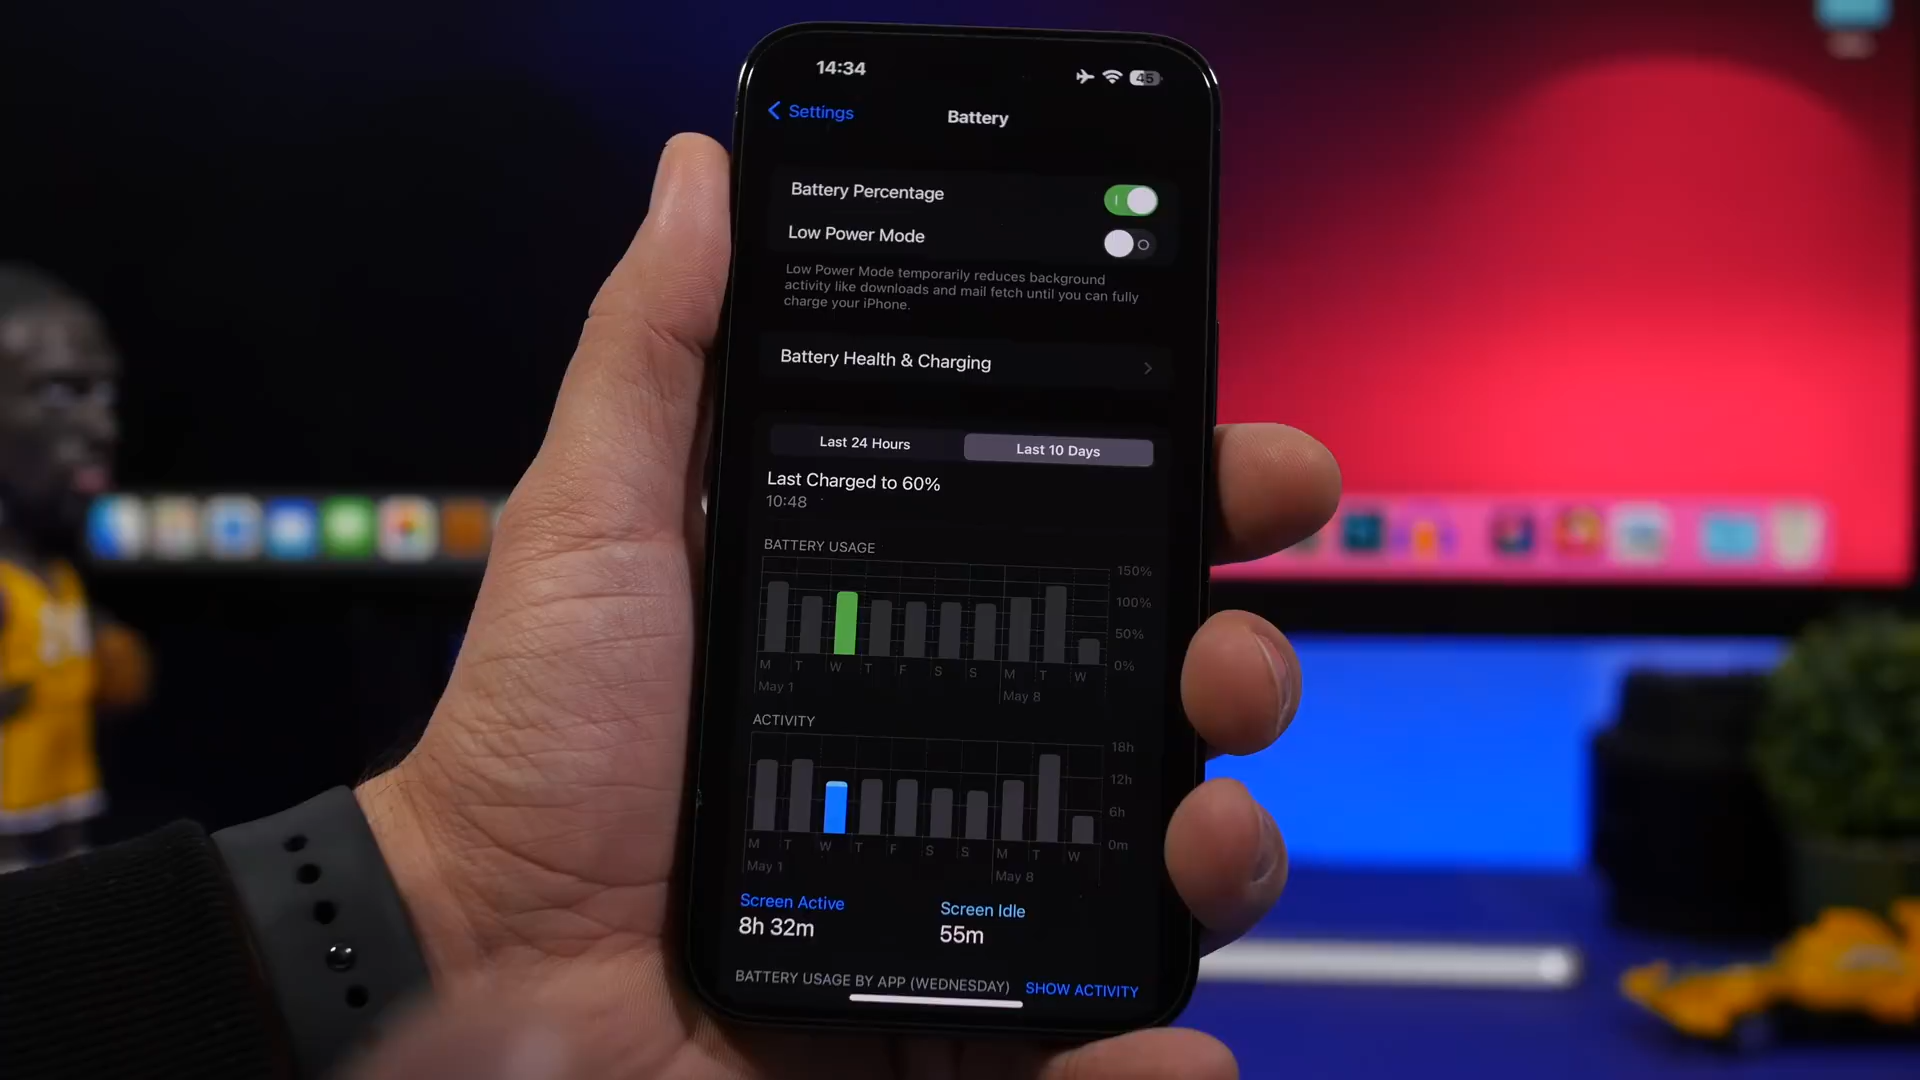 14:34
45
Settings
Battery
Battery Percentage
Low Power Mode
Low Power Mode temporarily reduces background
activity like downloads and mail fetch until you can fully
charge your iPhone.
Battery Health & Charging
Last 24 Hours
Last 10 Days
Last Charged to 60%
10:48
BATTERY USAGE
150%
100%
50%
0%
M T W T F S S M T W
May 1
May 8
ACTIVITY
18h
12h
6h
0m
M T W T F S S M T W
May 1
May 8
Screen Active
Screen Idle
8h 32m
55m
BATTERY USAGE BY APP (WEDNESDAY)
SHOW ACTIVITY